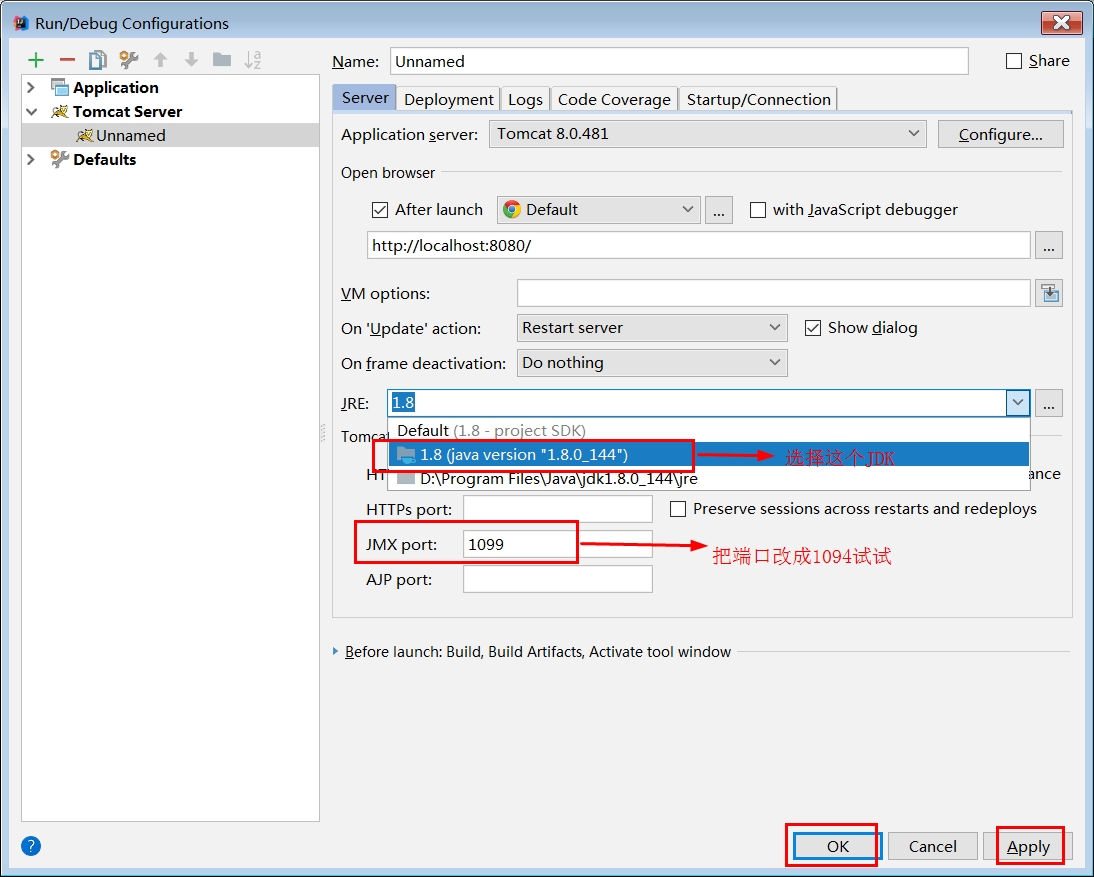 Run/Debug Configurations
Name: Unnamed
Share
Application
Tomcat Server
Unnamed
Defaults
Server Deployment Logs Code Coverage Startup/Connection
Application server: Tomcat 8.0.481 Configure...
Open browser
After launch Default ... with JavaScript debugger
http://localhost:8080/ ...
VM options:
On 'Update' action: Restart server Show dialog
On frame deactivation: Do nothing
JRE: 1.8 ...
Default (1.8 - project SDK)
1.8 (java version "1.8.0_144") 选择这个JDK
D:\Program Files\Java\jdk1.8.0_144\jre
HTTPs port: Preserve sessions across restarts and redeploys
JMX port: 1099
把端口改成1094试试
AJP port:
Before launch: Build, Build Artifacts, Activate tool window
? OK Cancel Apply